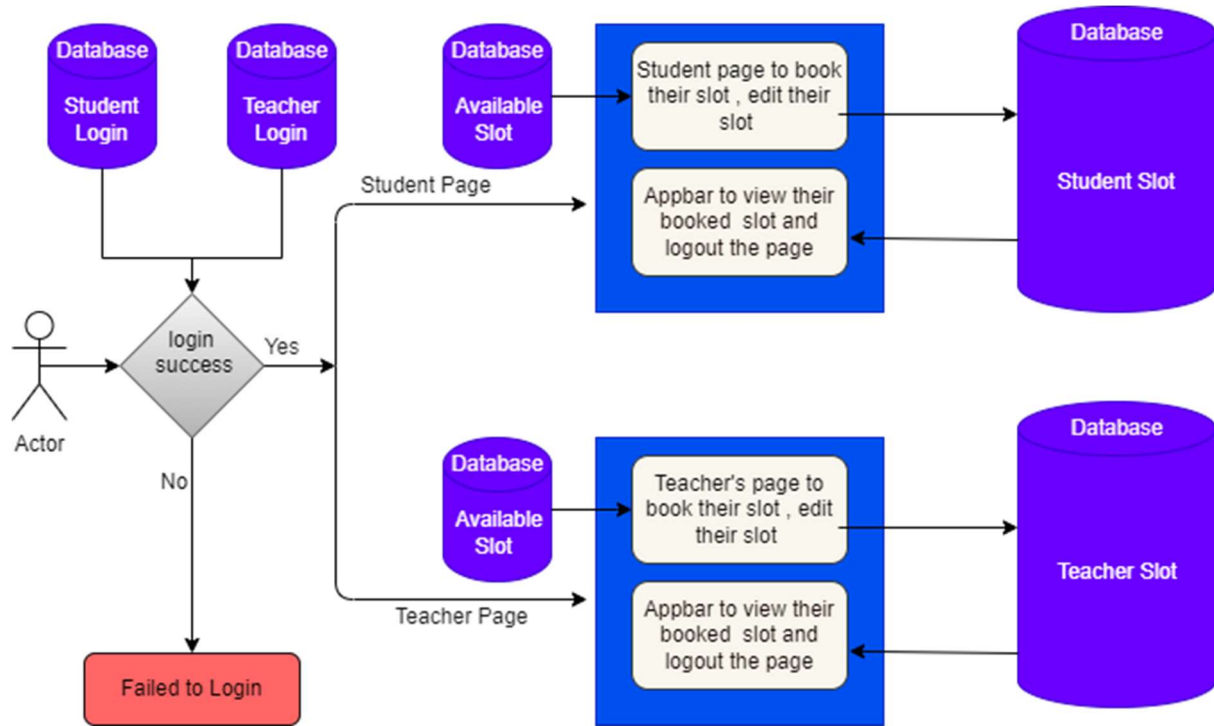 Database
Student
Login
Database
Teacher
Login
Database
Available
Slot
Student page to book
their slot , edit their
slot
Database
Student Slot
Student Page
Appbar to view their
booked slot and
logout the page
login
success
Yes
Actor
No
Database
Available
Slot
Teacher's page to
book their slot , edit
their slot
Database
Teacher Slot
Teacher Page
Appbar to view their
booked slot and
logout the page
Failed to Login